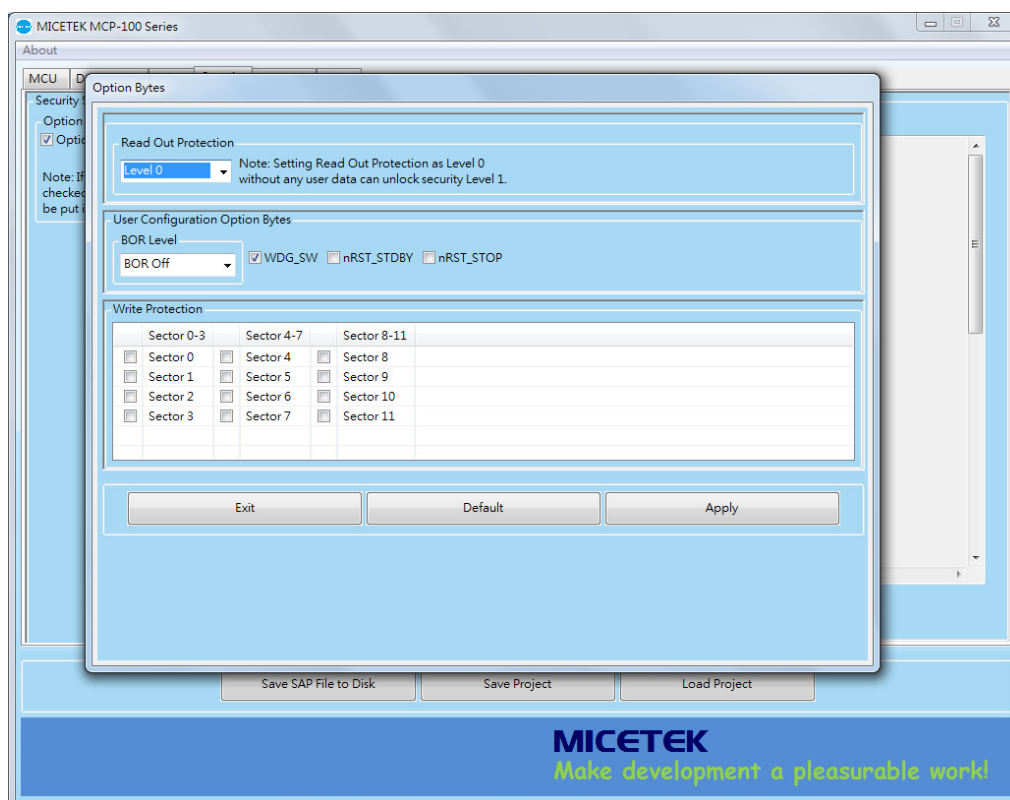 MICETEK MCP-100 Series
About
MCU
Option Bytes
Security
Option
Optic
Note: If
checked
be put i
Read Out Protection
Level 0
Note: Setting Read Out Protection as Level 0
without any user data can unlock security Level 1.
User Configuration Option Bytes
BOR Level
BOR Off
WDG_SW nRST_STDBY nRST_STOP
Write Protection
Sector 0-3 Sector 4-7 Sector 8-11
Sector 0 Sector 4 Sector 8
Sector 1 Sector 5 Sector 9
Sector 2 Sector 6 Sector 10
Sector 3 Sector 7 Sector 11
Exit Default Apply
Save SAP File to Disk Save Project Load Project
MICETEK
Make development a pleasurable work!